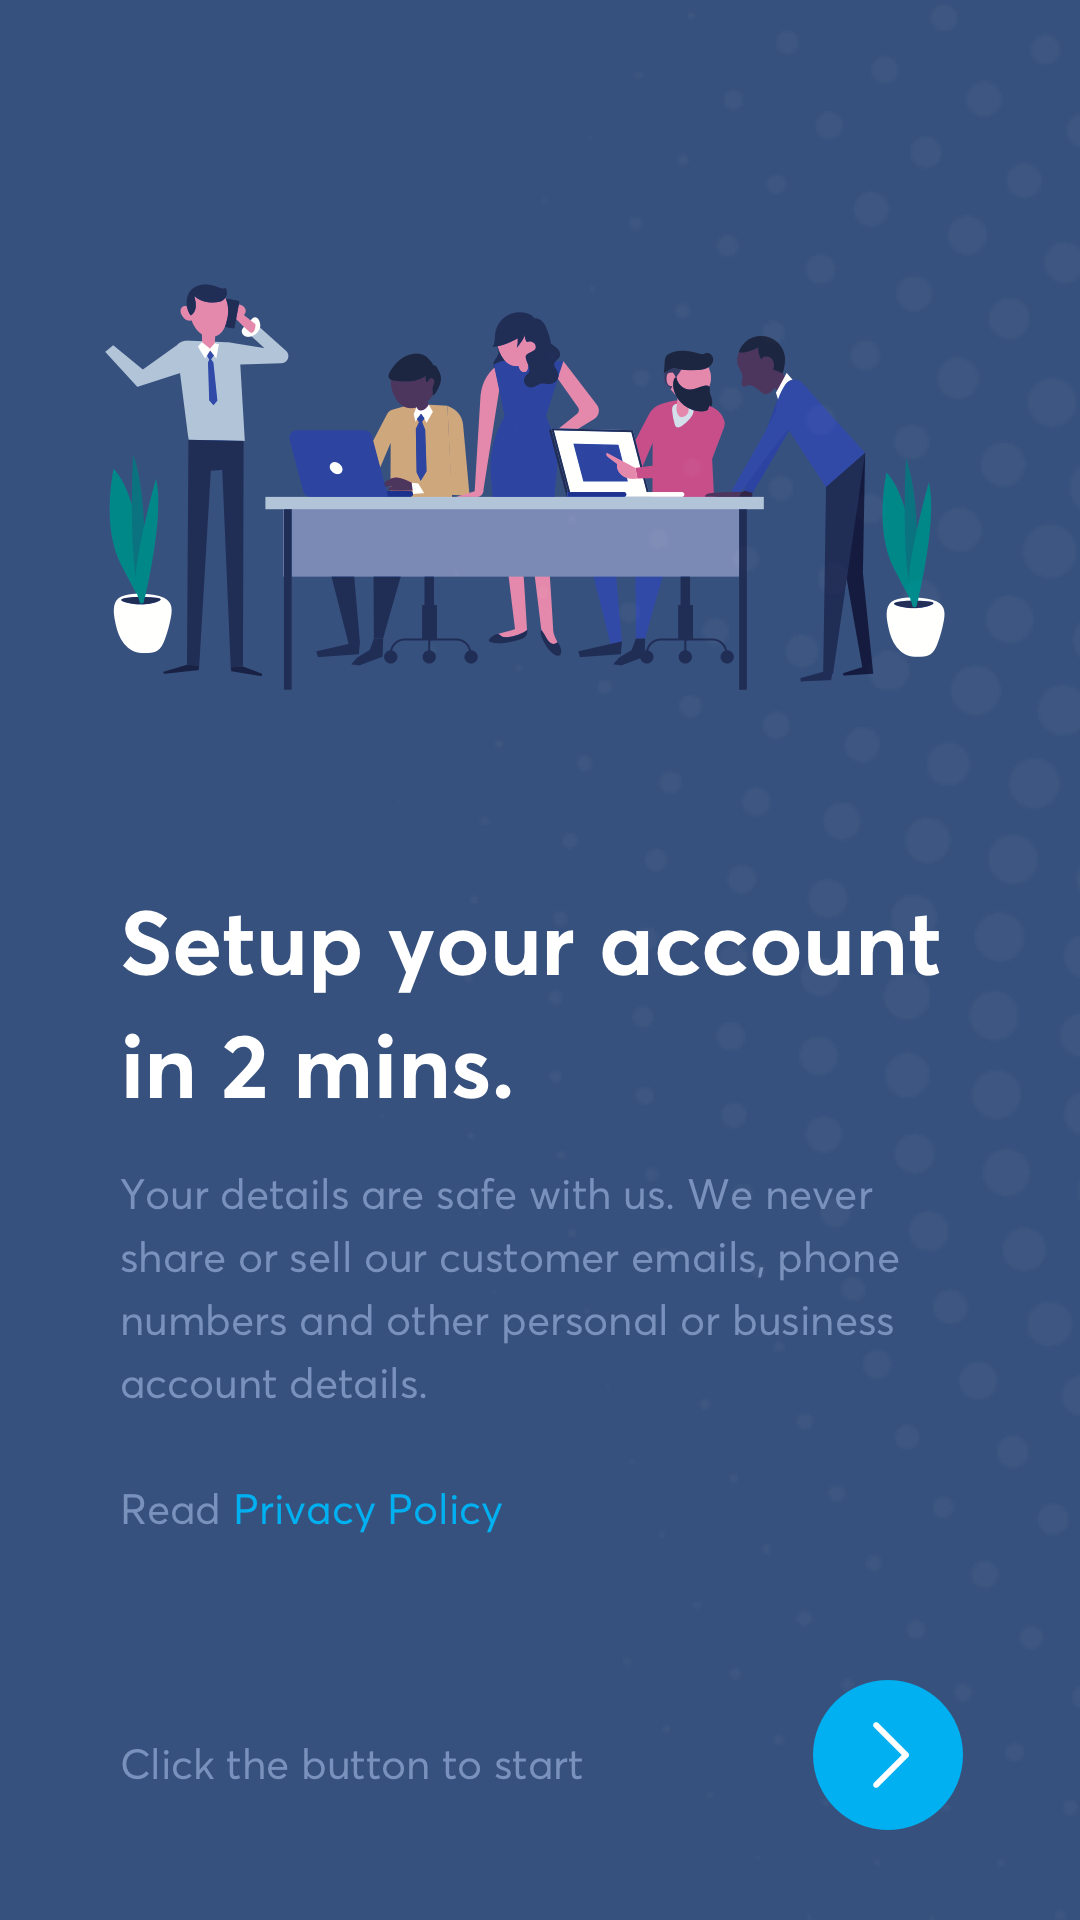 Setup your account
in 2 mins.
Your details are safe with us. We never
share or sell our customer emails, phone
numbers and other personal or business
account details.
Read Privacy Policy
Click the button to start